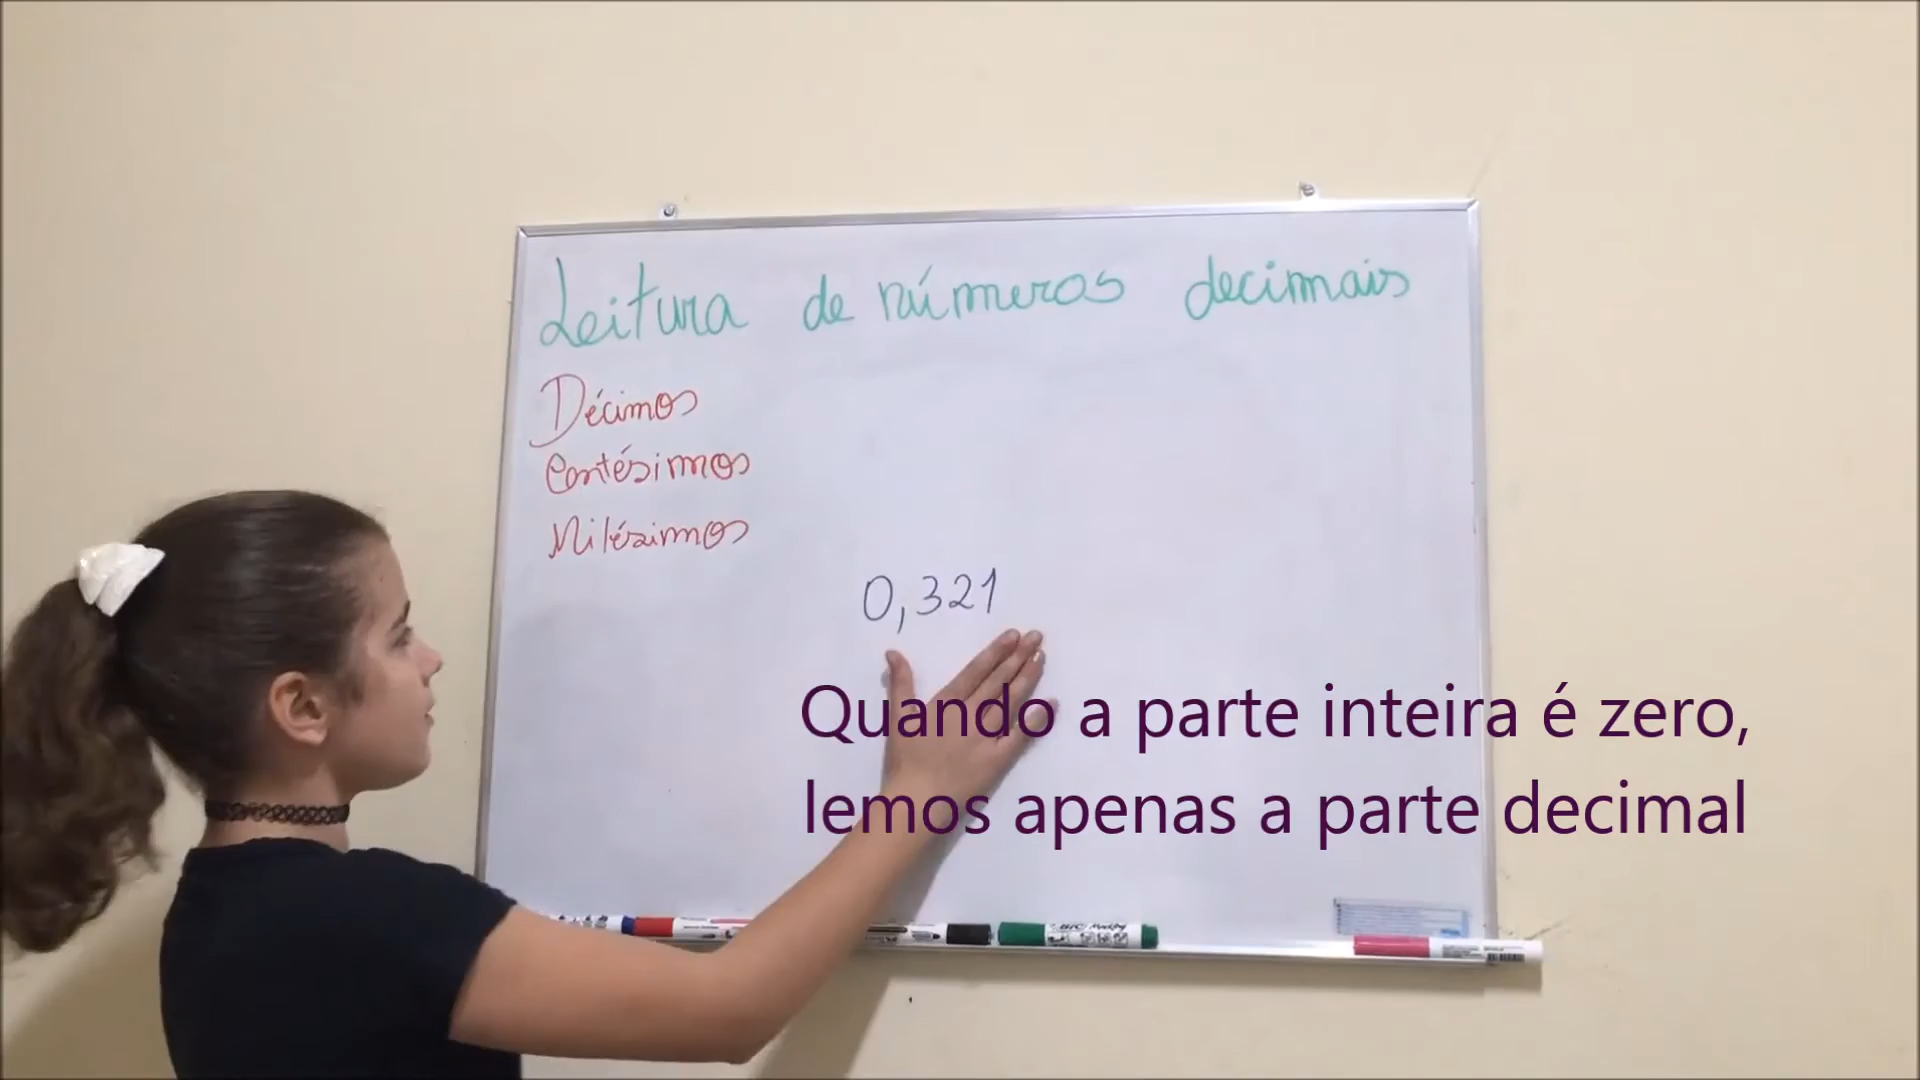 Leitura de números decimais
Décimos
Centésimos
Milésimos
0,321
Quando a parte inteira é zero,
lemos apenas a parte decimal